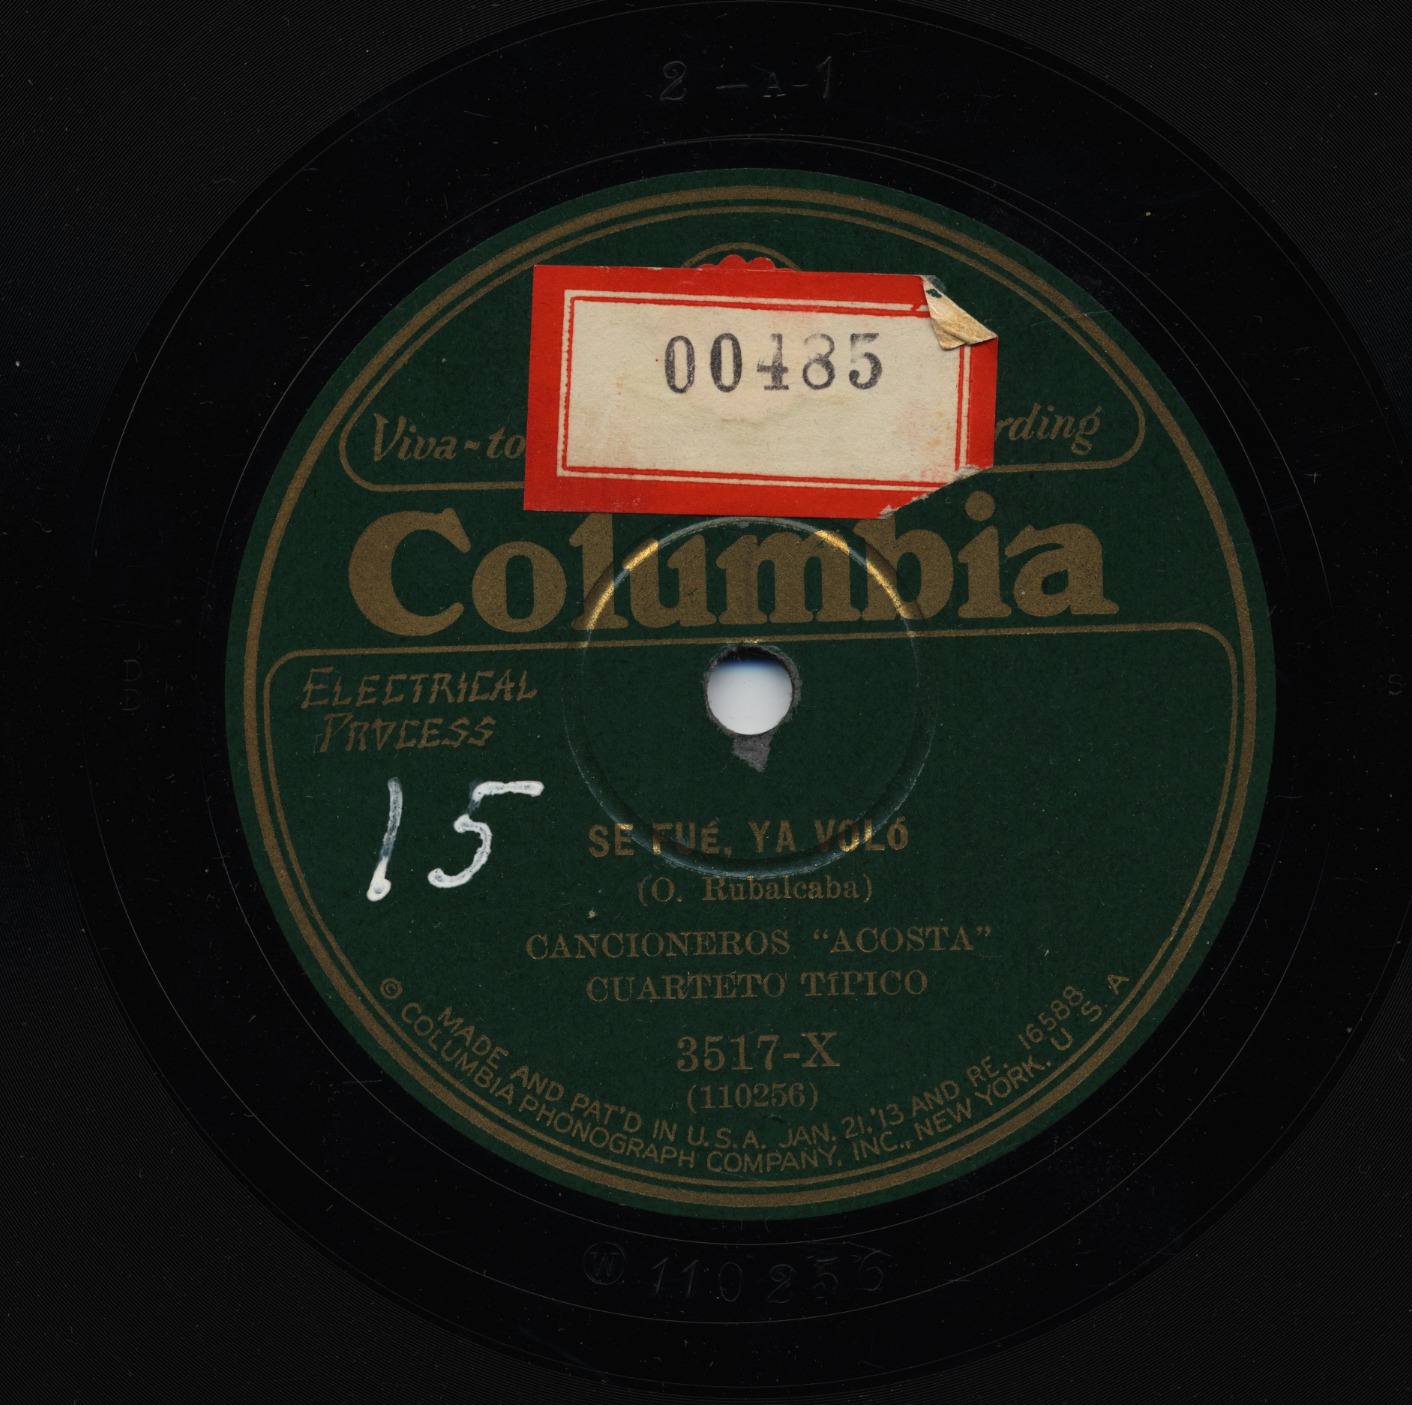 2 - A - 1
00485
Viva-to
rding
Columbia
ELECTRICAL
PROCESS
15
SE FUÉ, YA VOLÓ
(O. Rubalcaba)
CANCIONEROS “ACOSTA”
CUARTETO TÍPICO
3517-X
(110256)
MADE AND PAT'D IN U.S.A. JAN. 21,'13 AND RE. 16588
© COLUMBIA PHONOGRAPH COMPANY, INC., NEW YORK, U.S.A
W 110256